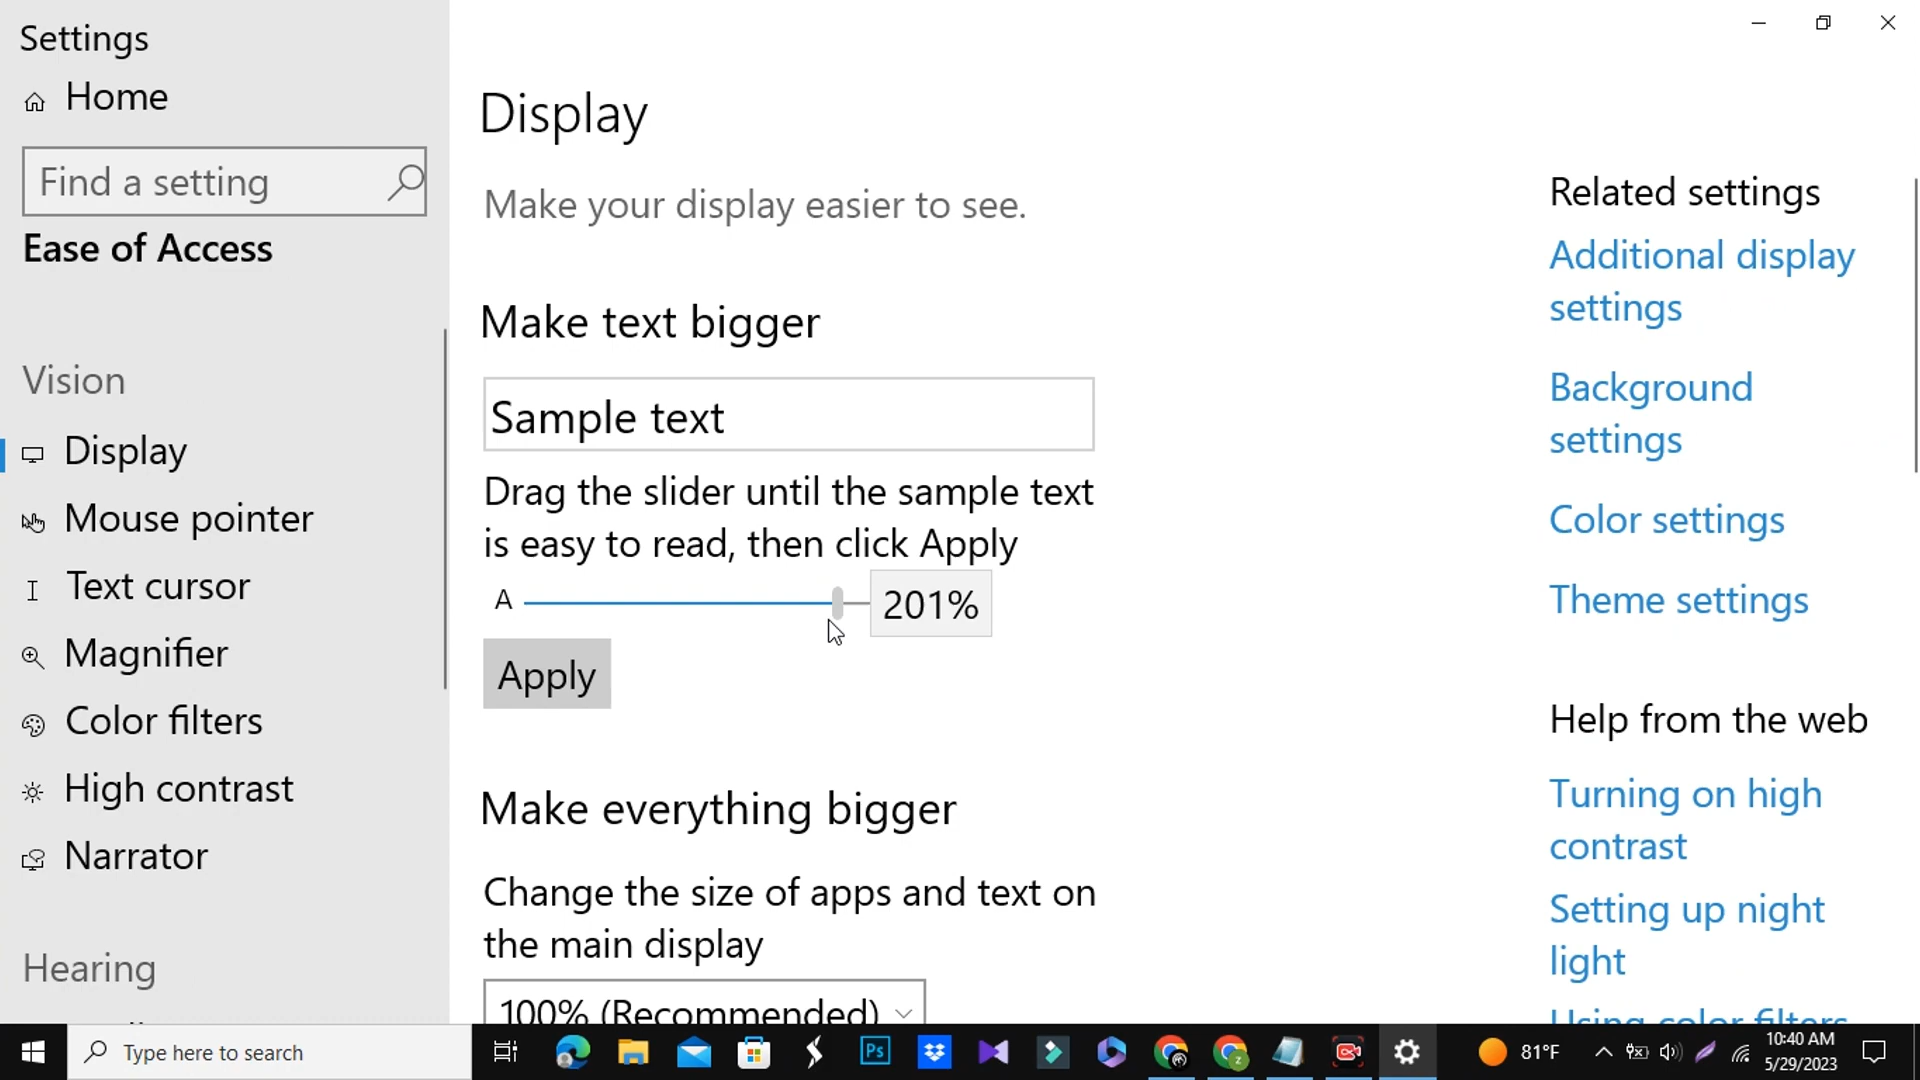 Settings
Home
Find a setting
Ease of Access
Vision
Display
Mouse pointer
Text cursor
Magnifier
Color filters
High contrast
Narrator
Hearing
Display
Make your display easier to see.
Make text bigger
Sample text
Drag the slider until the sample text
is easy to read, then click Apply
A
201%
Apply
Make everything bigger
Change the size of apps and text on
the main display
100% (Recommended)
Related settings
Additional display
settings
Background
settings
Color settings
Theme settings
Help from the web
Turning on high
contrast
Setting up night
light
Using color filters
Type here to search
Ps
81°F
10:40 AM
5/29/2023